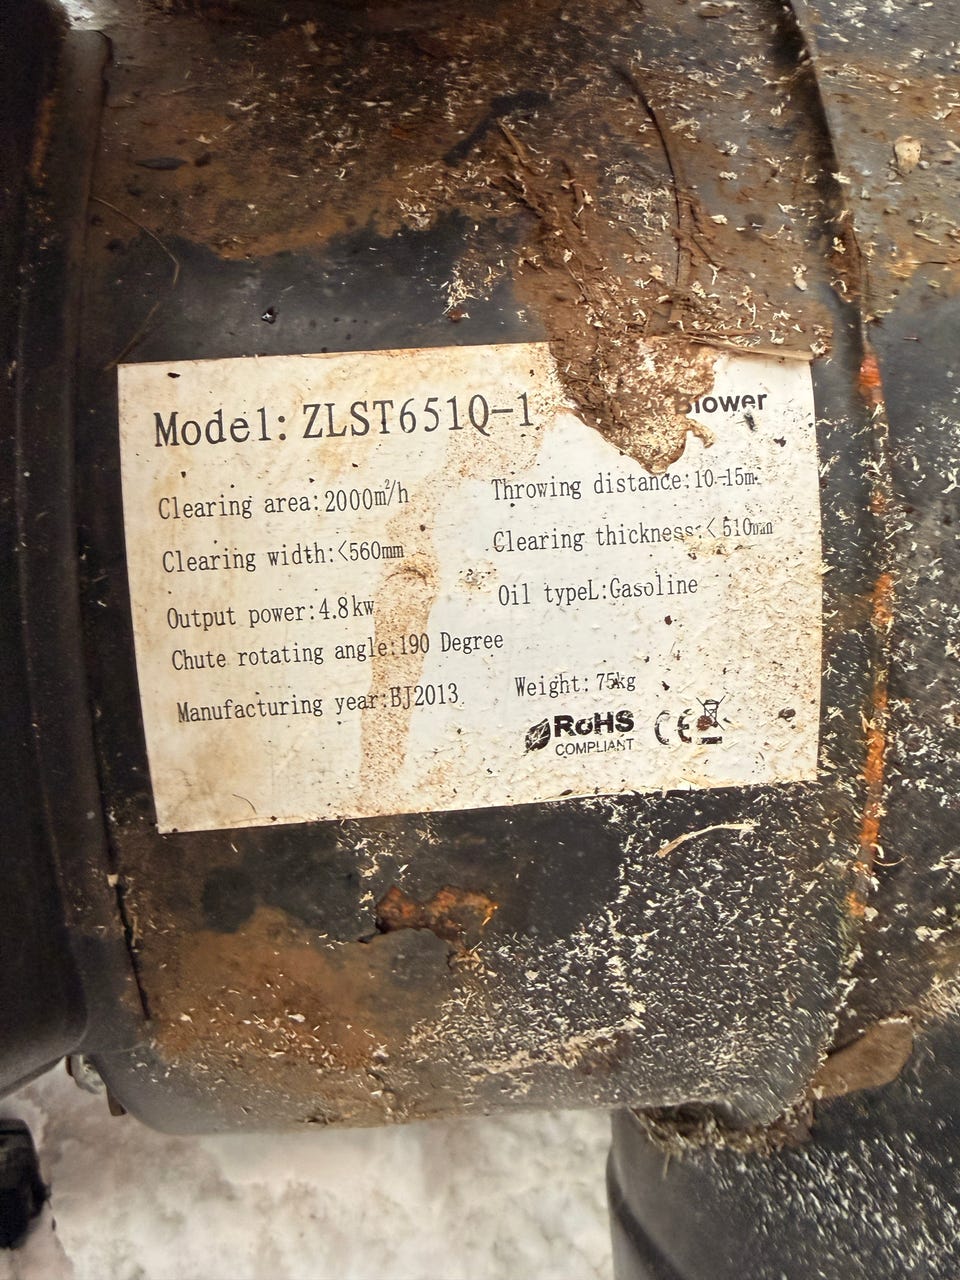 Model: ZLST651Q-1
Blower
Clearing area:2000m²/h
Throwing distance:10-15m
Clearing width:<560mm
Clearing thickness:<510mm
Output power:4.8kw
Oil typeL:Gasoline
Chute rotating angle:190 Degree
Manufacturing year:BJ2013
Weight: 75kg
RoHS
COMPLIANT
CE